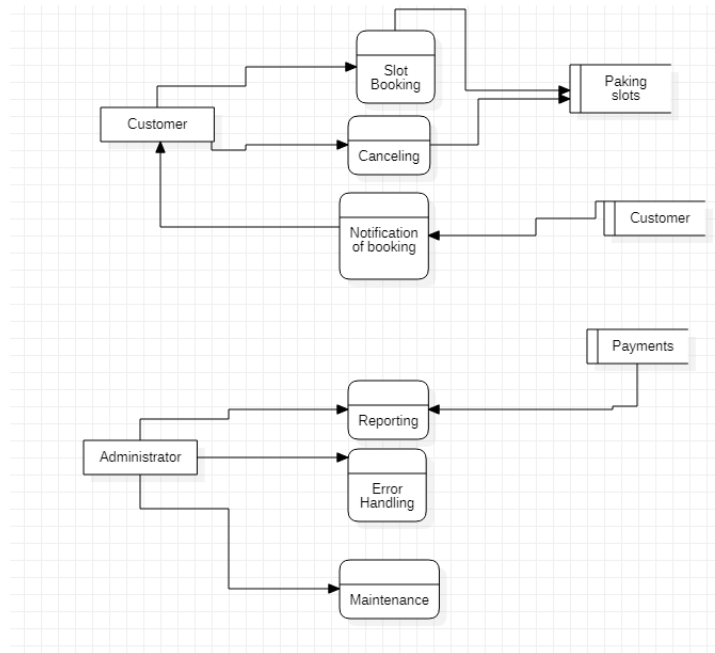 Slot
Booking
Paking
slots
Customer
Canceling
Notification
of booking
Customer
Payments
Reporting
Administrator
Error
Handling
Maintenance